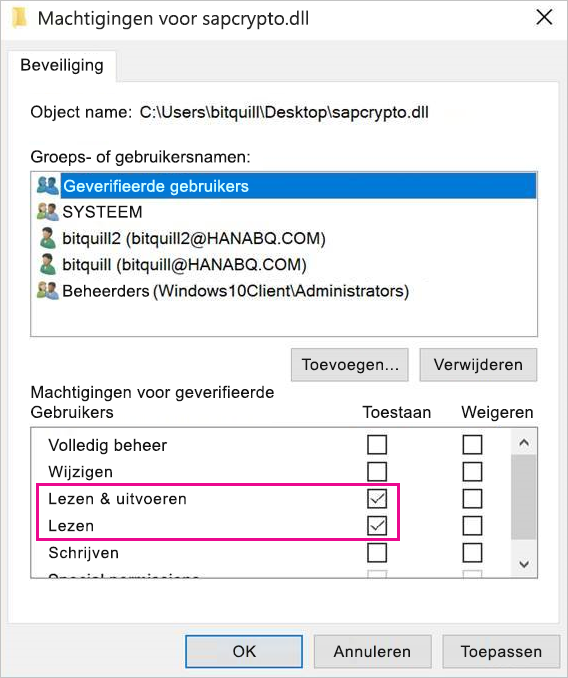 Machtigingen voor sapcrypto.dll
Beveiliging
Object name: C:\Users\bitquill\Desktop\sapcrypto.dll
Groeps- of gebruikersnamen:
Geverifieerde gebruikers
SYSTEEM
bitquill2 (bitquill2@HANABQ.COM)
bitquill (bitquill@HANABQ.COM)
Beheerders (Windows10Client\Administrators)
Toevoegen... Verwijderen
Machtigingen voor geverifieerde
Gebruikers Toestaan Weigeren
Volledig beheer
Wijzigen
Lezen & uitvoeren
Lezen
Schrijven
Special permissions
OK Annuleren Toepassen